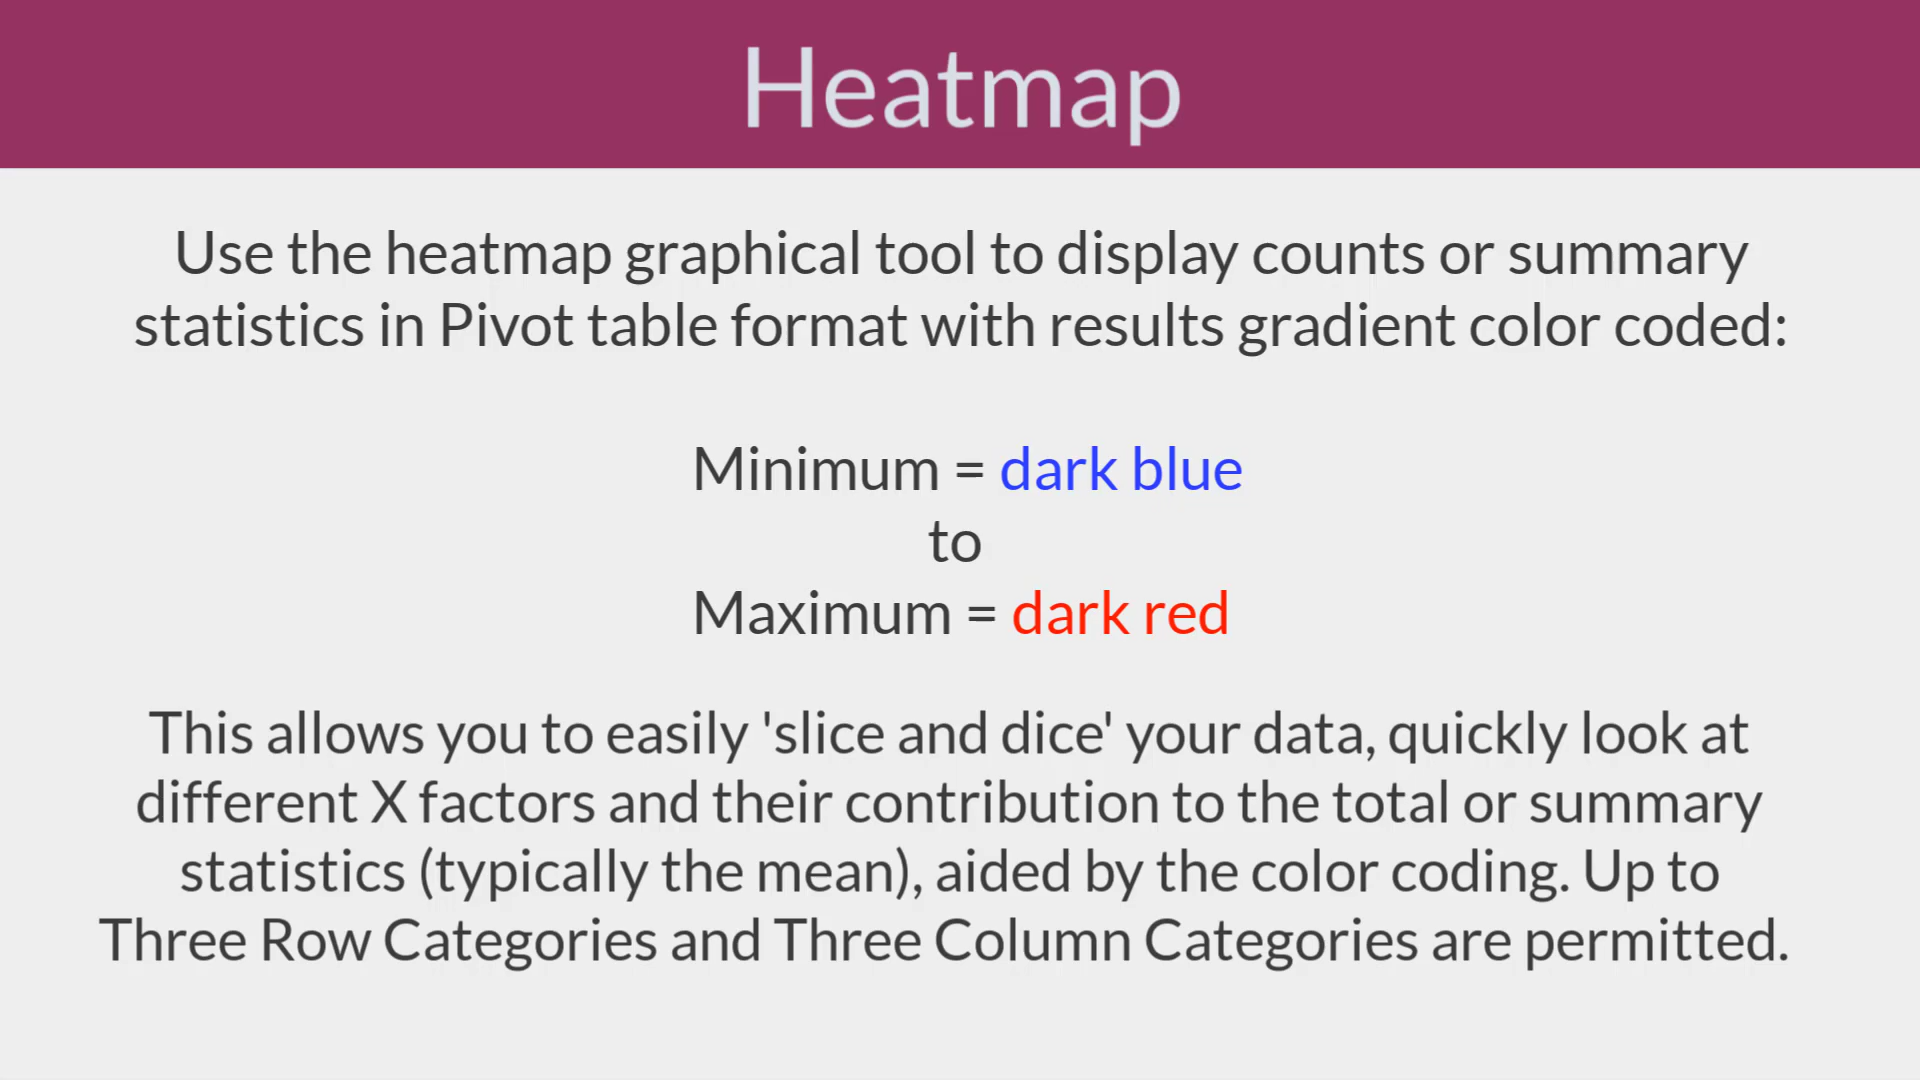 Heatmap
Use the heatmap graphical tool to display counts or summary
statistics in Pivot table format with results gradient color coded:
Minimum = dark blue
to
Maximum = dark red
This allows you to easily 'slice and dice' your data, quickly look at
different X factors and their contribution to the total or summary
statistics (typically the mean), aided by the color coding. Up to
Three Row Categories and Three Column Categories are permitted.